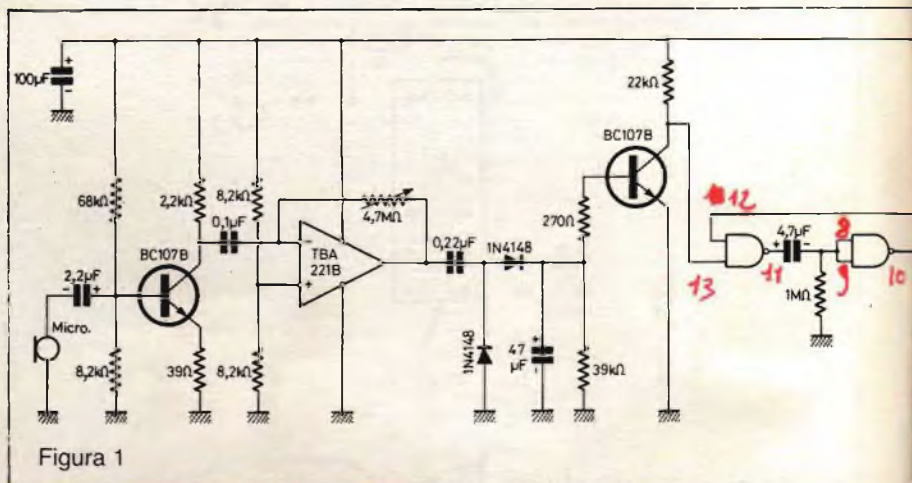 100µF
+
-
68kΩ
2,2kΩ
8,2kΩ
22kΩ
BC107B
4,7MΩ
0,1µF
0,22µF
1N4148
270Ω
12
TBA
221B
-
+
BC107B
2,2µF
- +
Micro.
8,2kΩ
39Ω
8,2kΩ
1N4148
+
47
µF
-
39kΩ
13
11
4,7µF
+ -
8
9
10
1MΩ
Figura 1